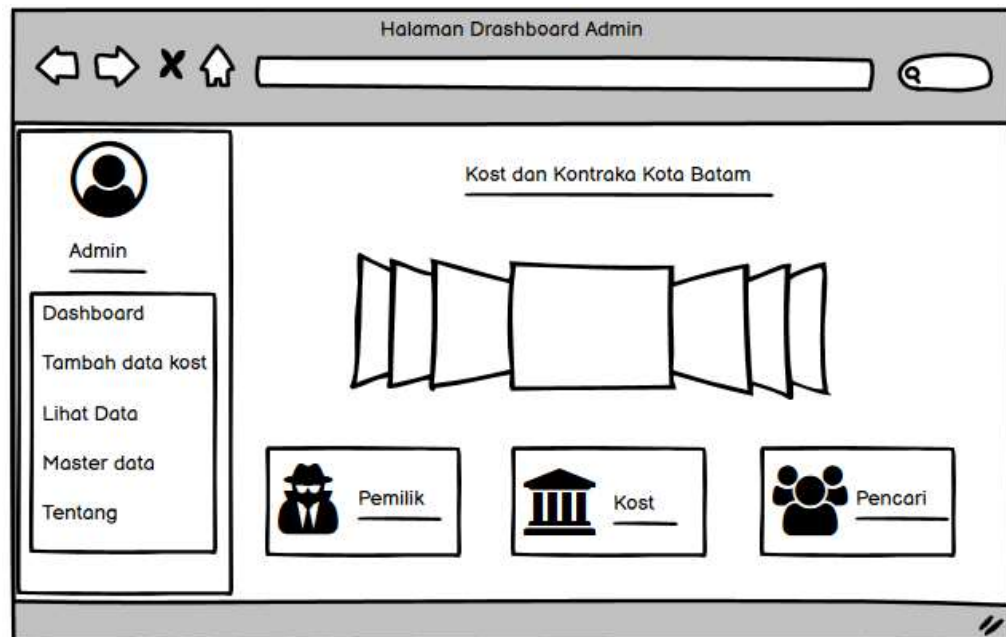 Halaman Drashboard Admin
Kost dan Kontraka Kota Batam
Admin
Dashboard
Tambah data kost
Lihat Data
Master data
Tentang
Pemilik
Kost
Pencari